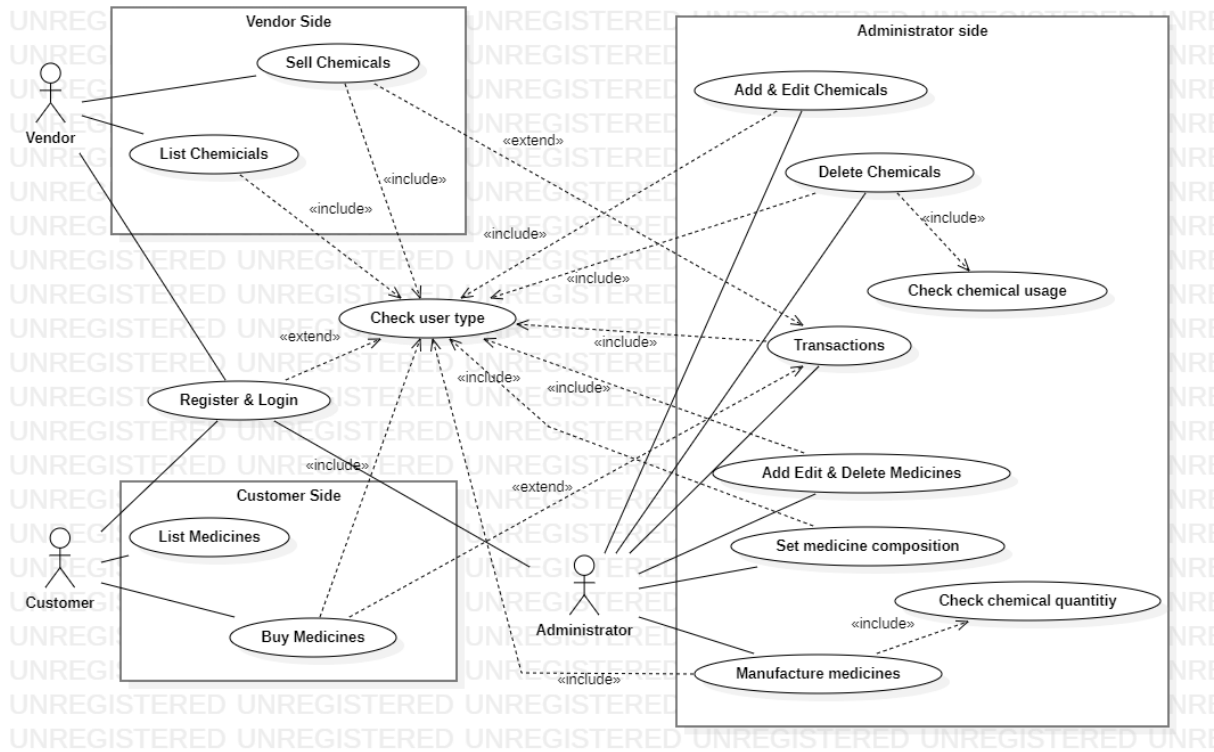 Vendor Side
Administrator side
Sell Chemicals
Add & Edit Chemicals
Vendor
«extend»
List Chemicials
Delete Chemicals
«include»
«include»
«include»
«include»
«include»
Check chemical usage
Check user type
«extend»
«include»
Transactions
«include»
«include»
Register & Login
«include»
Add Edit & Delete Medicines
«extend»
Customer Side
List Medicines
Set medicine composition
Customer
Check chemical quantitiy
«include»
Administrator
Buy Medicines
Manufacture medicines
«include»
UNREGISTERED